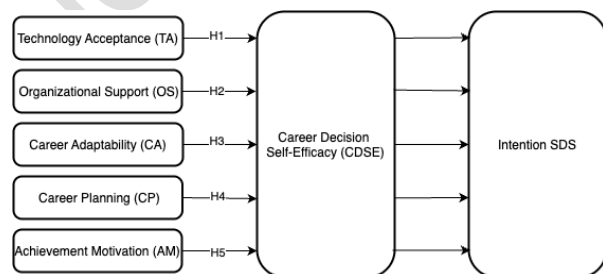 Technology Acceptance (TA)
H1
Organizational Support (OS)
H2
Career Adaptability (CA)
H3
Career Planning (CP)
H4
Achievement Motivation (AM)
H5
Career Decision
Self-Efficacy (CDSE)
Intention SDS